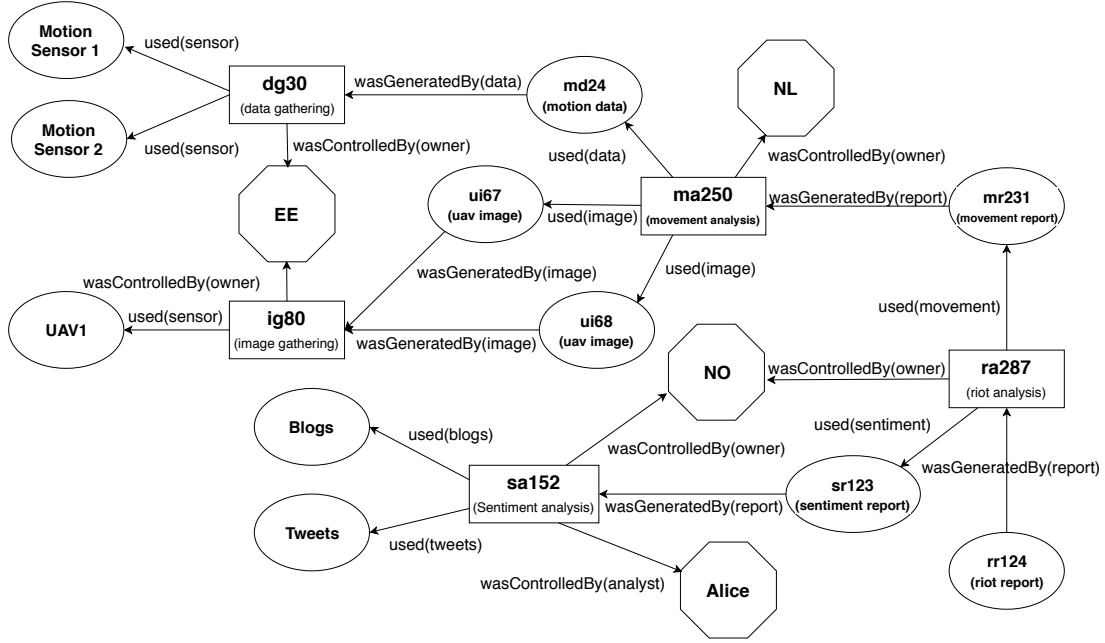 Motion
Sensor 1
used(sensor)
dg30
(data gathering)
wasGeneratedBy(data)
md24
(motion data)
NL
Motion
Sensor 2
used(sensor)
wasControlledBy(owner)
used(data)
wasControlledBy(owner)
EE
ui67
(uav image)
used(image)
ma250
(movement analysis)
wasGeneratedBy(report)
mr231
(movement report)
wasGeneratedBy(image)
used(image)
wasControlledBy(owner)
UAV1
used(sensor)
ig80
(image gathering)
wasGeneratedBy(image)
ui68
(uav image)
used(movement)
NO
wasControlledBy(owner)
ra287
(riot analysis)
Blogs
used(blogs)
wasControlledBy(owner)
used(sentiment)
wasGeneratedBy(report)
sa152
(Sentiment analysis)
wasGeneratedBy(report)
sr123
(sentiment report)
Tweets
used(tweets)
wasControlledBy(analyst)
Alice
rr124
(riot report)